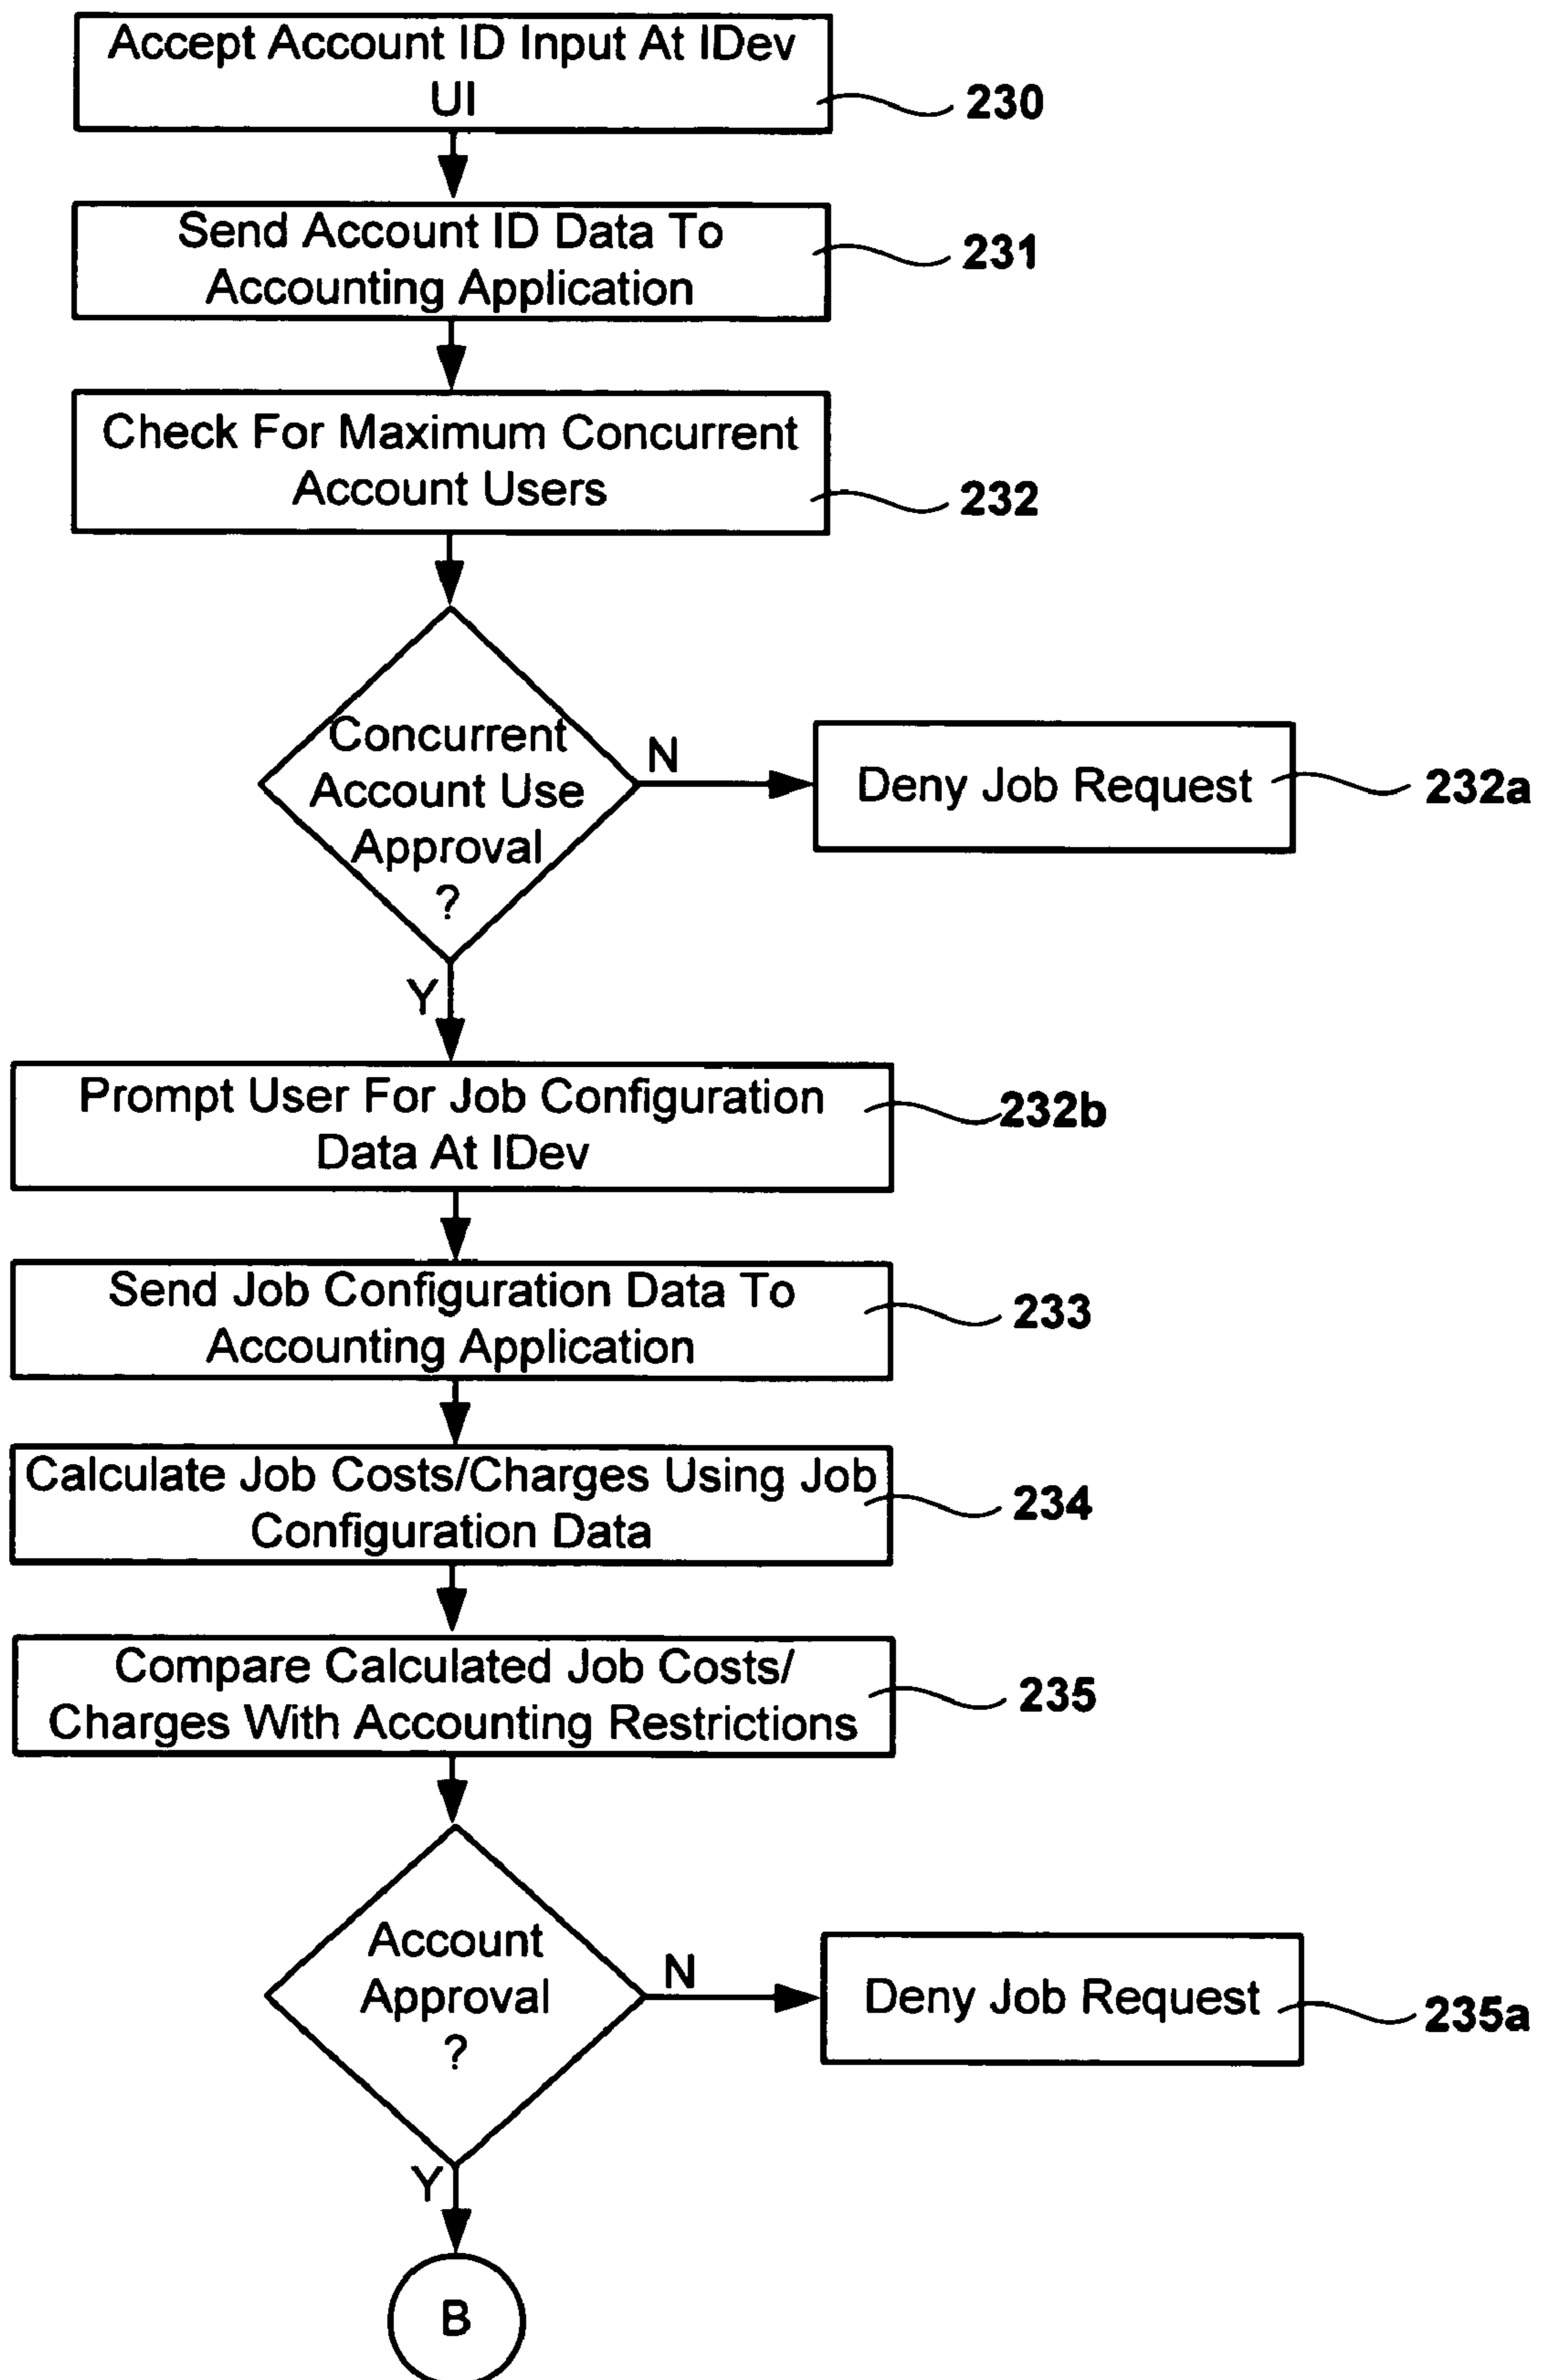 Accept Account ID Input At IDev
UI
230
Send Account ID Data To
Accounting Application
231
Check For Maximum Concurrent
Account Users
232
Concurrent
Account Use
Approval
?
N
Deny Job Request
232a
Y
Prompt User For Job Configuration
Data At IDev
232b
Send Job Configuration Data To
Accounting Application
233
Calculate Job Costs/Charges Using Job
Configuration Data
234
Compare Calculated Job Costs/
Charges With Accounting Restrictions
235
Account
Approval
?
N
Deny Job Request
235a
Y
B